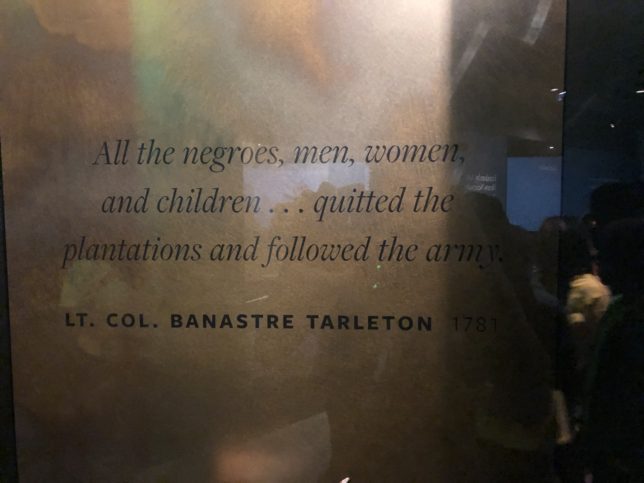 All the negroes, men, women,
and children . . . quitted the
plantations and followed the army.
LT. COL. BANASTRE TARLETON 1781